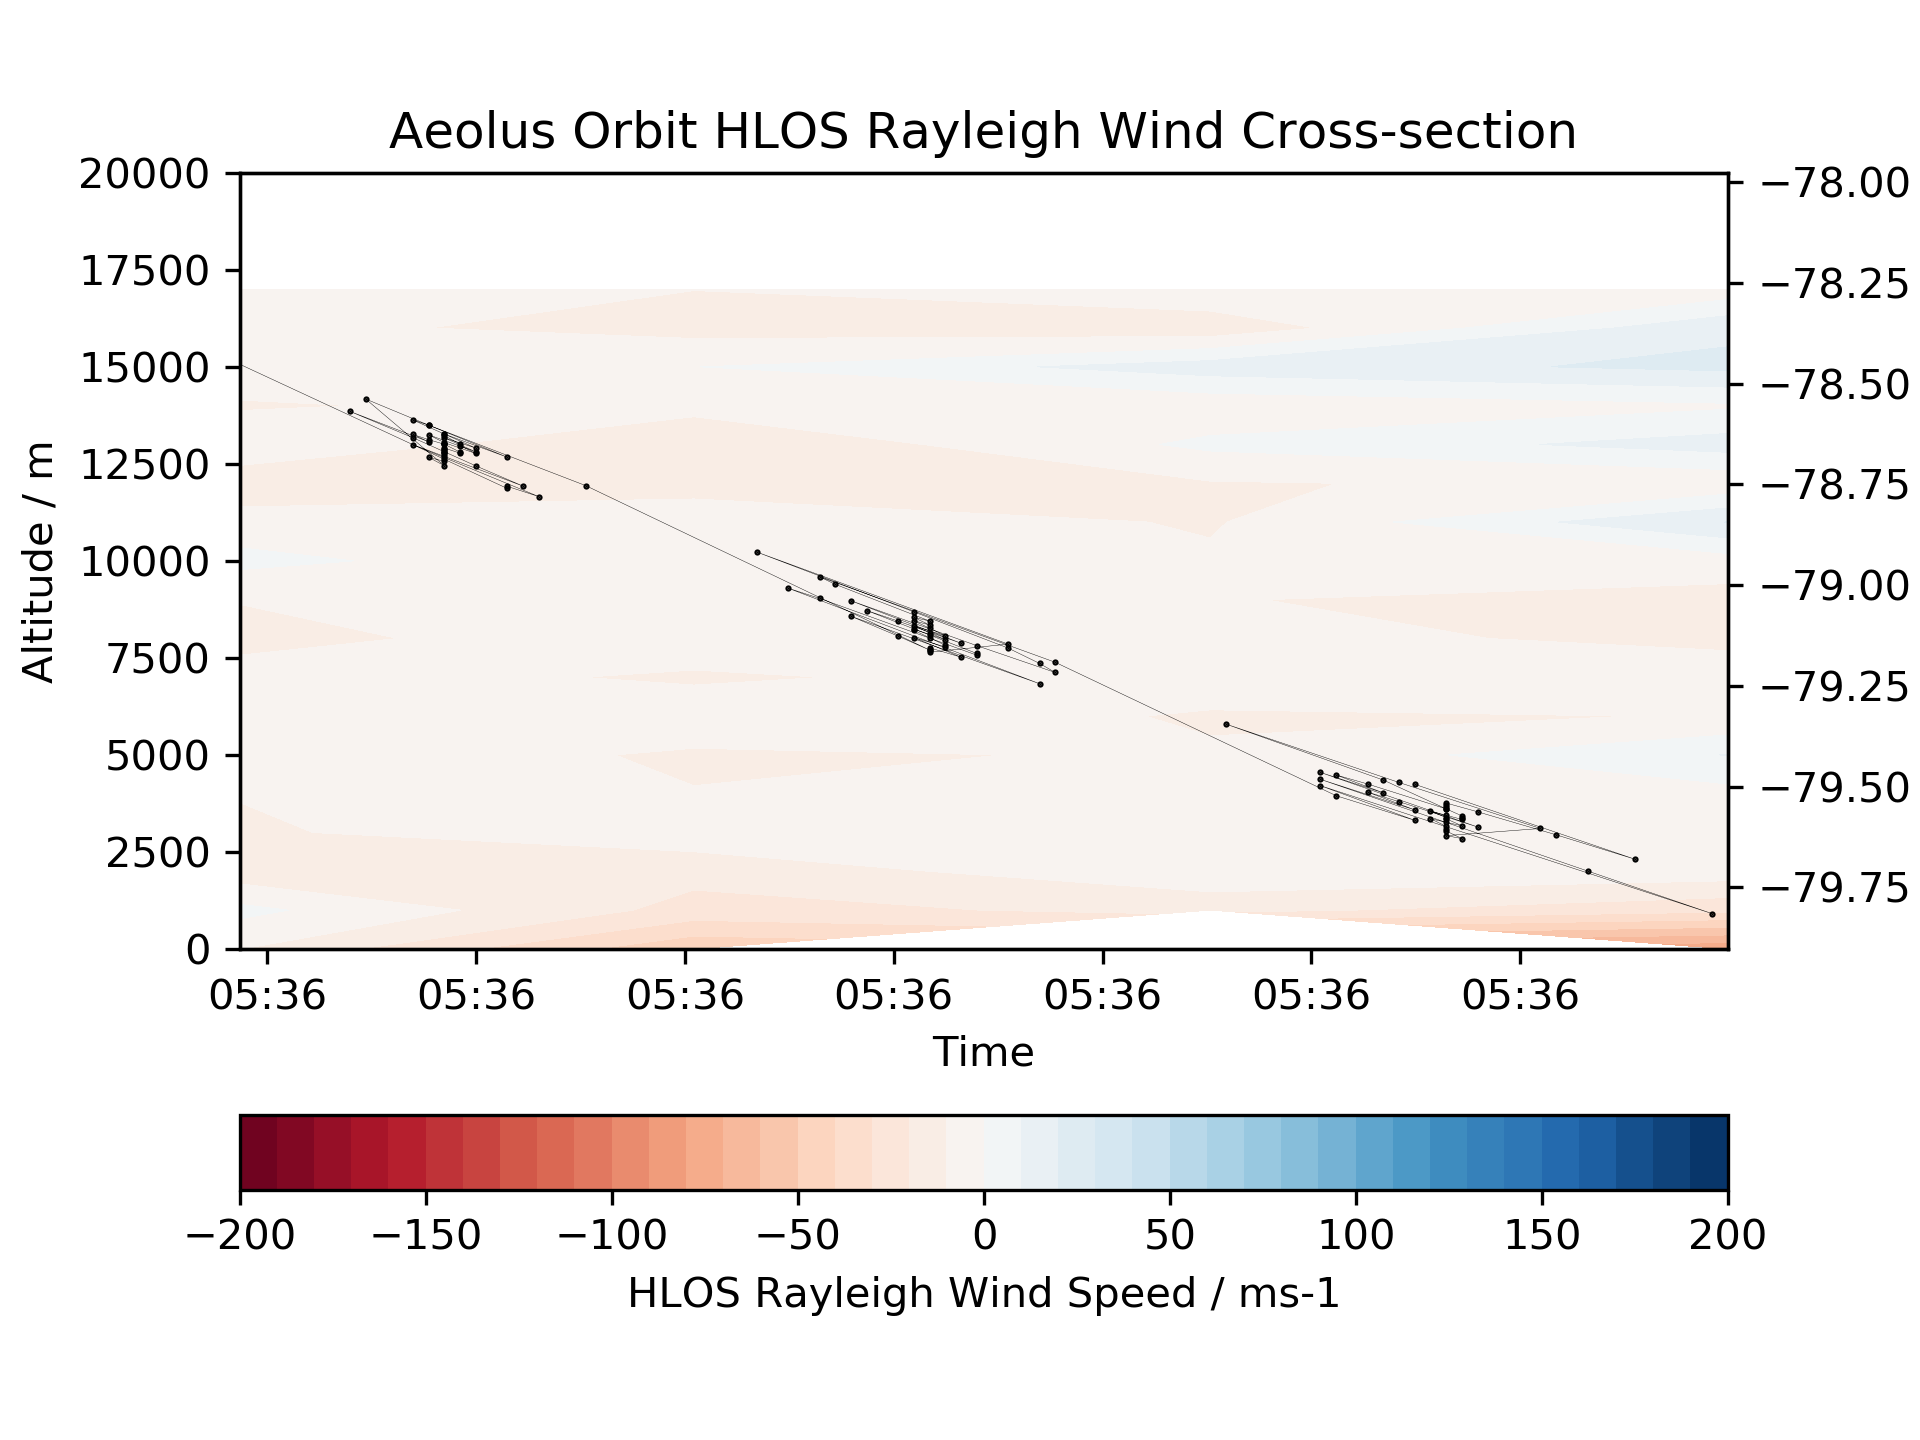 Aeolus Orbit HLOS Rayleigh Wind Cross-section
20000
17500
15000
12500
10000
7500
5000
2500
0
Altitude / m
−78.00
−78.25
−78.50
−78.75
−79.00
−79.25
−79.50
−79.75
05:36 05:36 05:36 05:36 05:36 05:36 05:36
Time
−200 −150 −100 −50 0 50 100 150 200
HLOS Rayleigh Wind Speed / ms-1